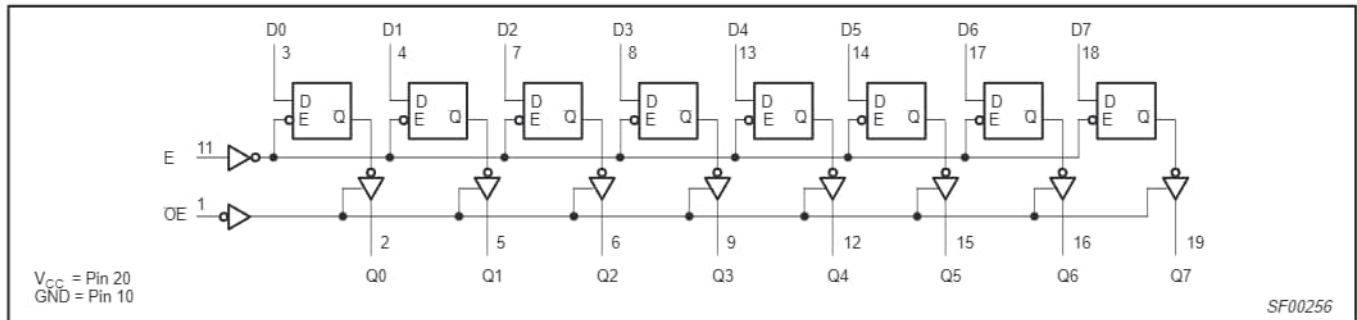 D0 D1 D2 D3 D4 D5 D6 D7
3 4 7 8 13 14 17 18
D D D D D D D D
E Q̅ E Q̅ E Q̅ E Q̅ E Q̅ E Q̅ E Q̅ E Q̅
E 11
O̅E̅ 1
2 5 6 9 12 15 16 19
Q0 Q1 Q2 Q3 Q4 Q5 Q6 Q7
VCC = Pin 20
GND = Pin 10
SF00256